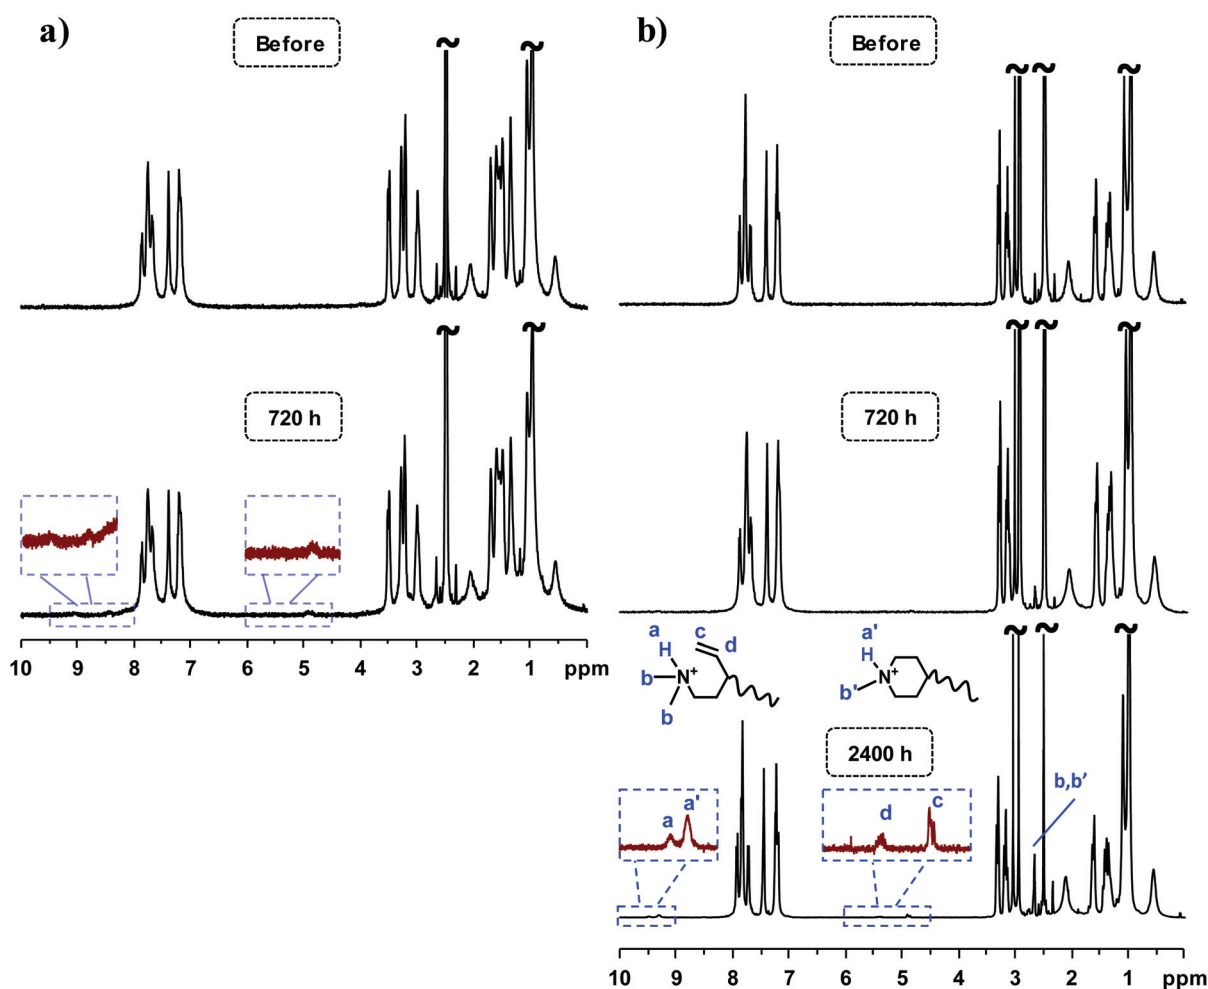 a)
Before
~ ~
720 h
~ ~
10 9 8 7 6 5 4 3 2 1 ppm
b)
Before
~ ~ ~
720 h
~ ~ ~
a
H
b N+
b
c
d
a'
H
b' N+
~ ~ ~
2400 h
a a'
d c
b,b’
10 9 8 7 6 5 4 3 2 1 ppm